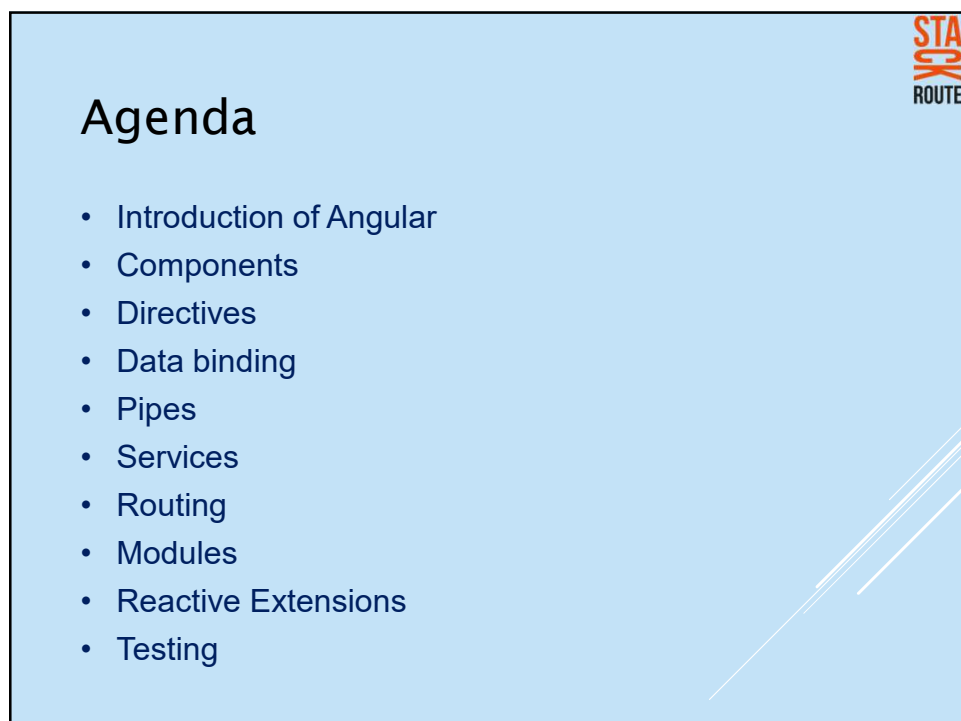 STA
CK
ROUTE
Agenda
• Introduction of Angular
• Components
• Directives
• Data binding
• Pipes
• Services
• Routing
• Modules
• Reactive Extensions
• Testing